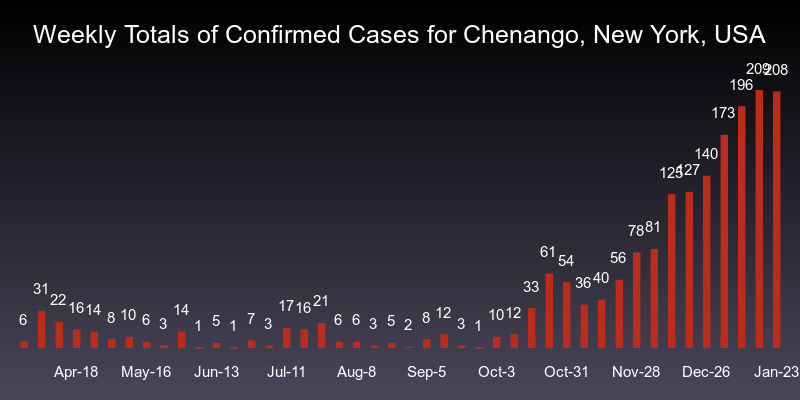 Weekly Totals of Confirmed Cases for Chenango, New York, USA
6 31 22 16 14 8 10 6 3 14 1 5 1 7 3 17 16 21 6 6 3 5 2 8 12 3 1 10 12 33 61 54 36 40 56 78 81 125 127 140 173 196 209 208
Apr-18 May-16 Jun-13 Jul-11 Aug-8 Sep-5 Oct-3 Oct-31 Nov-28 Dec-26 Jan-23